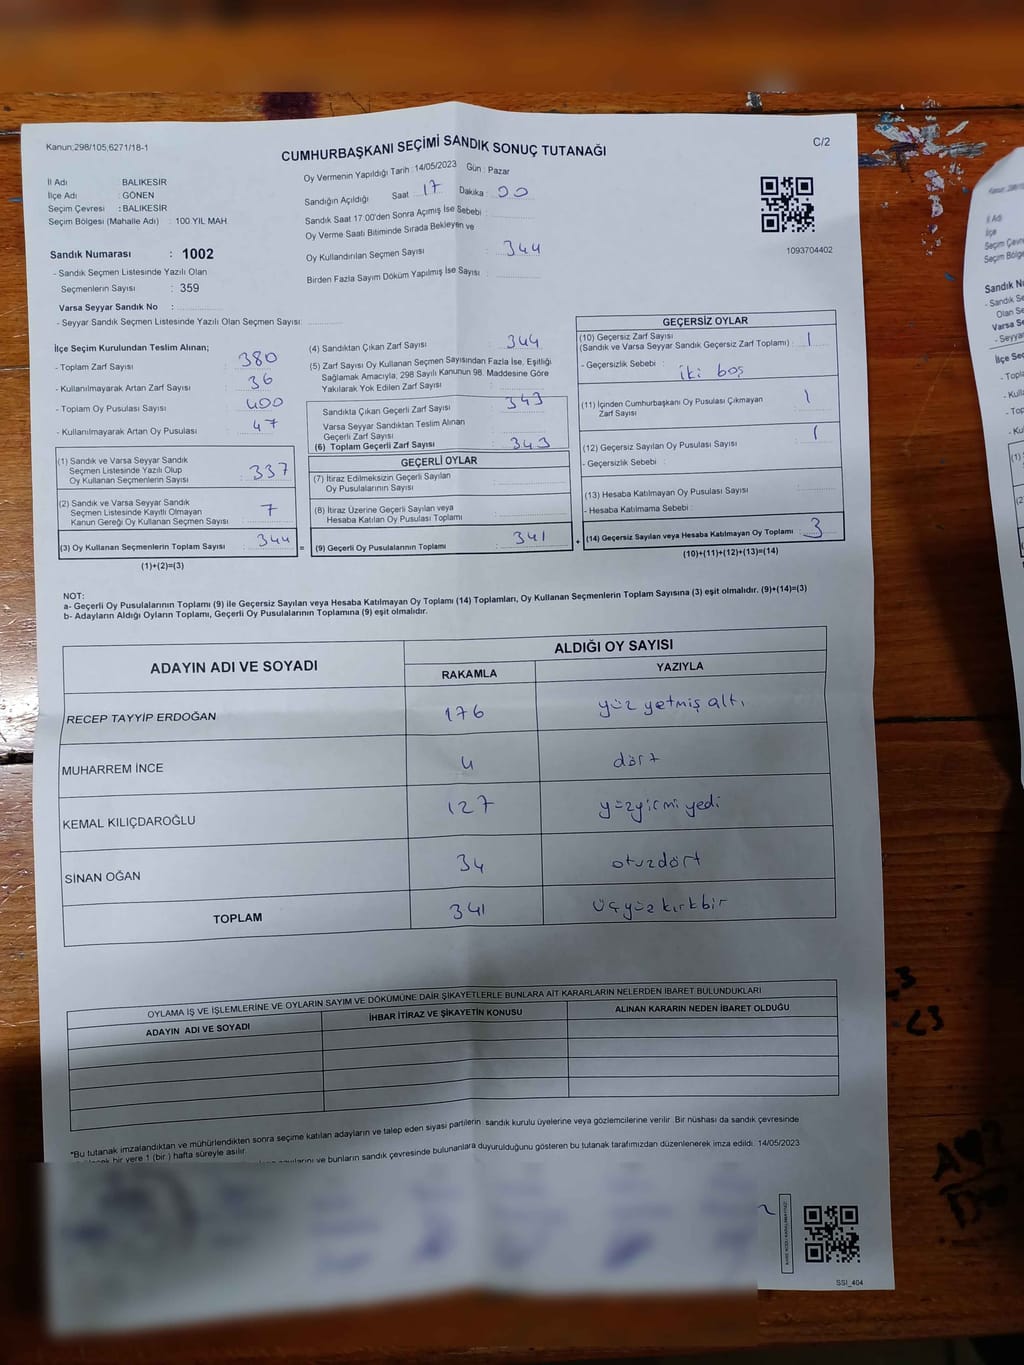 Kanun;298/105,6271/18-1
CUMHURBAŞKANI SEÇİMİ SANDIK SONUÇ TUTANAĞI
C/2
Oy Vermenin Yapıldığı Tarih :14/05/2023 Gün : Pazar
İl Adı : BALIKESİR
İlçe Adı : GÖNEN
Seçim Çevresi : BALIKESİR
Seçim Bölgesi (Mahalle Adı) : 100.YIL MAH.
Sandığın Açıldığı Saat 17 Dakika : 00
Sandık Saat 17:00'den Sonra Açımış İse Sebebi :
Oy Verme Saati Bitiminde Sırada Bekleyen ve
Oy Kullandırılan Seçmen Sayısı : 344
Birden Fazla Sayım Döküm Yapılmış İse Sayısı :
1093704402
Sandık Numarası : 1002
- Sandık Seçmen Listesinde Yazılı Olan
Seçmenlerin Sayısı : 359
Varsa Seyyar Sandık No :
- Seyyar Sandık Seçmen Listesinde Yazılı Olan Seçmen Sayısı:
İlçe Seçim Kurulundan Teslim Alınan;
- Toplam Zarf Sayısı : 380
- Kullanılmayarak Artan Zarf Sayısı : 36
- Toplam Oy Pusulası Sayısı : 400
- Kullanılmayarak Artan Oy Pusulası : 47
(1) Sandık ve Varsa Seyyar Sandık
Seçmen Listesinde Yazılı Olup
Oy Kullanan Seçmenlerin Sayısı : 337
(2) Sandık ve Varsa Seyyar Sandık
Seçmen Listesinde Kayıtlı Olmayan
Kanun Gereği Oy Kullanan Seçmen Sayısı : 7
(3) Oy Kullanan Seçmenlerin Toplam Sayısı : 344
(1)+(2)=(3)
(4) Sandıktan Çıkan Zarf Sayısı : 344
(5) Zarf Sayısı Oy Kullanan Seçmen Sayısından Fazla İse, Eşitliği
Sağlamak Amacıyla, 298 Sayılı Kanunun 98. Maddesine Göre
Yakılarak Yok Edilen Zarf Sayısı :
Sandıkta Çıkan Geçerli Zarf Sayısı : 343
Varsa Seyyar Sandıktan Teslim Alınan
Geçerli Zarf Sayısı :
(6) Toplam Geçerli Zarf Sayısı : 343
GEÇERLİ OYLAR
(7) İtiraz Edilmeksizin Geçerli Sayılan
Oy Pusulalarının Sayısı :
(8) İtiraz Üzerine Geçerli Sayılan veya
Hesaba Katılan Oy Pusulası Toplamı :
= (9) Geçerli Oy Pusulalarının Toplamı : 341
GEÇERSİZ OYLAR
(10) Geçersiz Zarf Sayısı
(Sandık ve Varsa Seyyar Sandık Geçersiz Zarf Toplamı) : 1
- Geçersizlik Sebebi : iki boş
(11) İçinden Cumhurbaşkanı Oy Pusulası Çıkmayan
Zarf Sayısı : 1
(12) Geçersiz Sayılan Oy Pusulası Sayısı : 1
- Geçersizlik Sebebi :
(13) Hesaba Katılmayan Oy Pusulası Sayısı :
- Hesaba Katılmama Sebebi :
+ (14) Geçersiz Sayılan veya Hesaba Katılmayan Oy Toplamı : 3
(10)+(11)+(12)+(13)=(14)
NOT:
a- Geçerli Oy Pusulalarının Toplamı (9) ile Geçersiz Sayılan veya Hesaba Katılmayan Oy Toplamı (14) Toplamları, Oy Kullanan Seçmenlerin Toplam Sayısına (3) eşit olmalıdır. (9)+(14)=(3)
b- Adayların Aldığı Oyların Toplamı, Geçerli Oy Pusulalarının Toplamına (9) eşit olmalıdır.
ADAYIN ADI VE SOYADI
ALDIĞI OY SAYISI
RAKAMLA YAZIYLA
RECEP TAYYİP ERDOĞAN 176 yüz yetmiş altı
MUHARREM İNCE 4 dört
KEMAL KILIÇDAROĞLU 127 yüzyirmi yedi
SİNAN OĞAN 34 otuzdört
TOPLAM 341 üçyüz kırkbir
OYLAMA İŞ VE İŞLEMLERİNE VE OYLARIN SAYIM VE DÖKÜMÜNE DAİR ŞİKAYETLERLE BUNLARA AİT KARARLARIN NELERDEN İBARET BULUNDUKLARI
ADAYIN ADI VE SOYADI İHBAR İTİRAZ VE ŞİKAYETİN KONUSU ALINAN KARARIN NEDEN İBARET OLDUĞU
*Bu tutanak imzalandıktan ve mühürlendikten sonra seçime katılan adayların ve talep eden siyasi partilerin sandık kurulu üyelerine veya gözlemcilerine verilir. Bir nüshası da sandık çevresinde
bir yere 1 (bir) hafta süreyle asılır.
ve bunların sandık çevresinde bulunanlara duyurulduğunu gösteren bu tutanak tarafımızdan düzenlenerek imza edildi. 14/05/2023
SSI_404